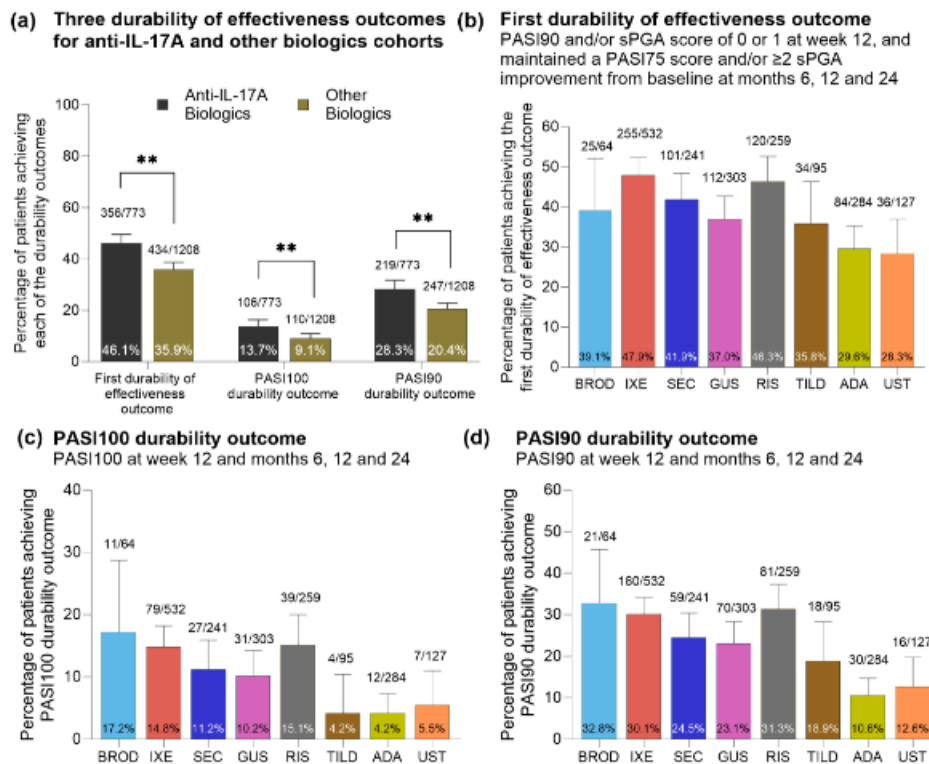 (a) Three durability of effectiveness outcomes
for anti-IL-17A and other biologics cohorts
Percentage of patients achieving
each of the durability outcomes
100
80
60
40
20
0
Anti-IL-17A
Biologics
Other
Biologics
**
**
**
356/773
434/1208
106/773
110/1208
219/773
247/1208
46.1%
35.9%
13.7%
9.1%
28.3%
20.4%
First durability of
effectiveness
outcome
PASI100
durability outcome
PASI90
durability outcome
(b) First durability of effectiveness outcome
PASI90 and/or sPGA score of 0 or 1 at week 12, and
maintained a PASI75 score and/or ≥2 sPGA
improvement from baseline at months 6, 12 and 24
Percentage of patients achieving the
first durability of effectiveness outcome
60
50
40
30
20
10
0
25/64
255/532
101/241
112/303
120/259
34/95
84/284
36/127
39.1%
47.9%
41.9%
37.0%
46.3%
35.8%
29.6%
28.3%
BROD IXE SEC GUS RIS TILD ADA UST
(c) PASI100 durability outcome
PASI100 at week 12 and months 6, 12 and 24
Percentage of patients achieving
PASI100 durability outcome
40
30
20
10
0
11/64
79/532
27/241
31/303
39/259
4/95
12/284
7/127
17.2%
14.8%
11.2%
10.2%
15.1%
4.2%
4.2%
5.5%
BROD IXE SEC GUS RIS TILD ADA UST
(d) PASI90 durability outcome
PASI90 at week 12 and months 6, 12 and 24
Percentage of patients achieving
PASI90 durability outcome
60
50
40
30
20
10
0
21/64
160/532
59/241
70/303
81/259
18/95
30/284
16/127
32.8%
30.1%
24.5%
23.1%
31.3%
18.9%
10.6%
12.6%
BROD IXE SEC GUS RIS TILD ADA UST